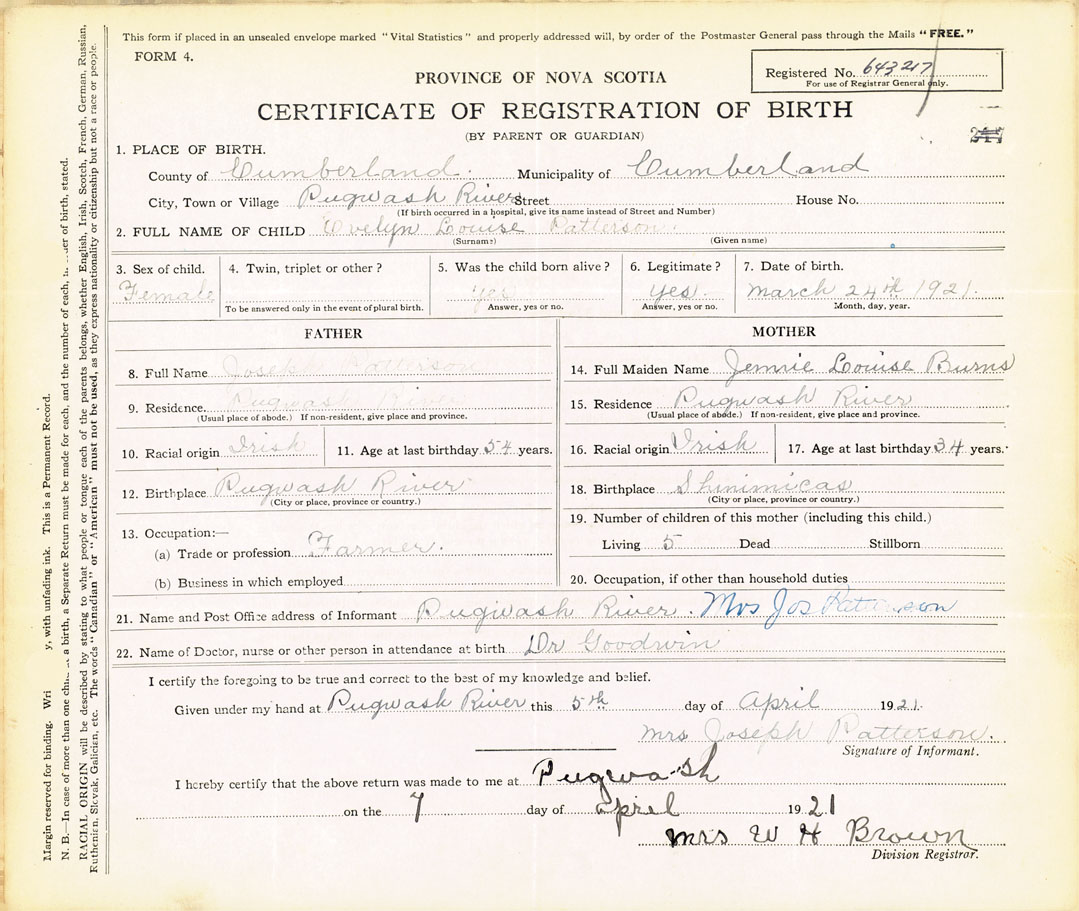 This form if placed in an unsealed envelope marked "Vital Statistics" and properly addressed will, by order of the Postmaster General pass through the Mails "FREE."
FORM 4.
Registered No. 643217
For use of Registrar General only.
PROVINCE OF NOVA SCOTIA
CERTIFICATE OF REGISTRATION OF BIRTH
(BY PARENT OR GUARDIAN)
1. PLACE OF BIRTH.
County of Cumberland. Municipality of Cumberland
City, Town or Village Pugwash River Street House No.
(If birth occurred in a hospital, give its name instead of Street and Number)
2. FULL NAME OF CHILD Evelyn Louise Patterson.
(Surname) (Given name)
3. Sex of child. 4. Twin, triplet or other? 5. Was the child born alive? 6. Legitimate? 7. Date of birth.
Female yes yes. March 24th 1921.
To be answered only in the event of plural birth. Answer, yes or no. Answer, yes or no. Month, day, year.
FATHER
8. Full Name Joseph Patterson
9. Residence. Pugwash River
(Usual place of abode.) If non-resident, give place and province.
10. Racial origin Irish 11. Age at last birthday 54 years.
12. Birthplace Pugwash River
(City or place, province or country.)
13. Occupation:—
(a) Trade or profession Farmer.
(b) Business in which employed
MOTHER
14. Full Maiden Name Jennie Louise Burns
15. Residence Pugwash River
(Usual place of abode.) If non-resident, give place and province.
16. Racial origin Irish 17. Age at last birthday 34 years.
18. Birthplace Shinimicas
(City or place, province or country.)
19. Number of children of this mother (including this child.)
Living 5 Dead Stillborn
20. Occupation, if other than household duties
21. Name and Post Office address of Informant Pugwash River. Mrs Jos Patterson
22. Name of Doctor, nurse or other person in attendance at birth Dr Goodwin
I certify the foregoing to be true and correct to the best of my knowledge and belief.
Given under my hand at Pugwash River this 5th day of April 1921.
Mrs Joseph Patterson.
Signature of Informant.
I hereby certify that the above return was made to me at Pugwash
on the 7 day of April 1921
Mrs W H Brown
Division Registrar.
Margin reserved for binding. Wri y, with unfading ink. This is a Permanent Record.
N. B.—In case of more than one a birth, a Separate Return must be made for each, and the number of each, of birth, stated.
RACIAL ORIGIN will be described by stating to what people or tongue each of the parents belongs, whether English, Irish, Scotch, French, German, Russian,
Ruthenian, Slovak, Galician, etc. The words "Canadian" or "American" must not be used, as they express nationality or citizenship but not a race or people.